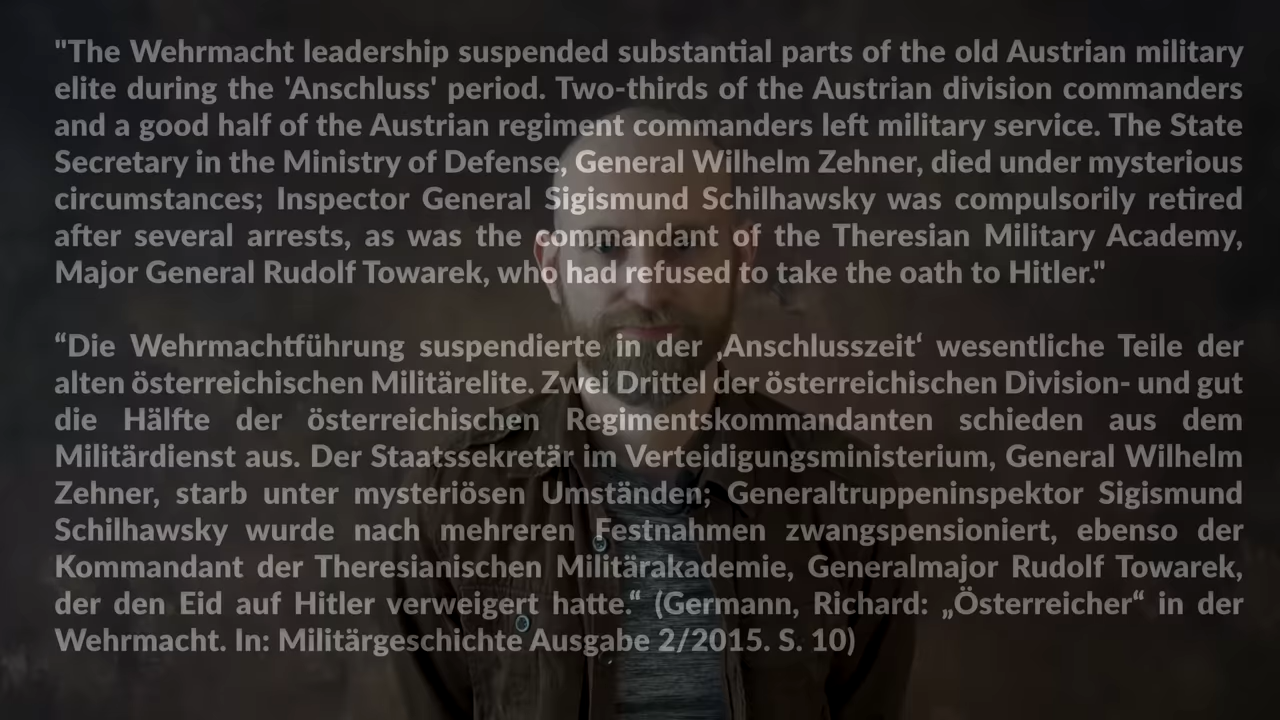 "The Wehrmacht leadership suspended substantial parts of the old Austrian military
elite during the 'Anschluss' period. Two-thirds of the Austrian division commanders
and a good half of the Austrian regiment commanders left military service. The State
Secretary in the Ministry of Defense, General Wilhelm Zehner, died under mysterious
circumstances; Inspector General Sigismund Schilhawsky was compulsorily retired
after several arrests, as was the commandant of the Theresian Military Academy,
Major General Rudolf Towarek, who had refused to take the oath to Hitler."
“Die Wehrmachtführung suspendierte in der ‚Anschlusszeit‘ wesentliche Teile der
alten österreichischen Militärelite. Zwei Drittel der österreichischen Division- und gut
die Hälfte der österreichischen Regimentskommandanten schieden aus dem
Militärdienst aus. Der Staatssekretär im Verteidigungsministerium, General Wilhelm
Zehner, starb unter mysteriösen Umständen; Generaltruppeninspektor Sigismund
Schilhawsky wurde nach mehreren Festnahmen zwangspensioniert, ebenso der
Kommandant der Theresianischen Militärakademie, Generalmajor Rudolf Towarek,
der den Eid auf Hitler verweigert hatte.“ (Germann, Richard: „Österreicher“ in der
Wehrmacht. In: Militärgeschichte Ausgabe 2/2015. S. 10)